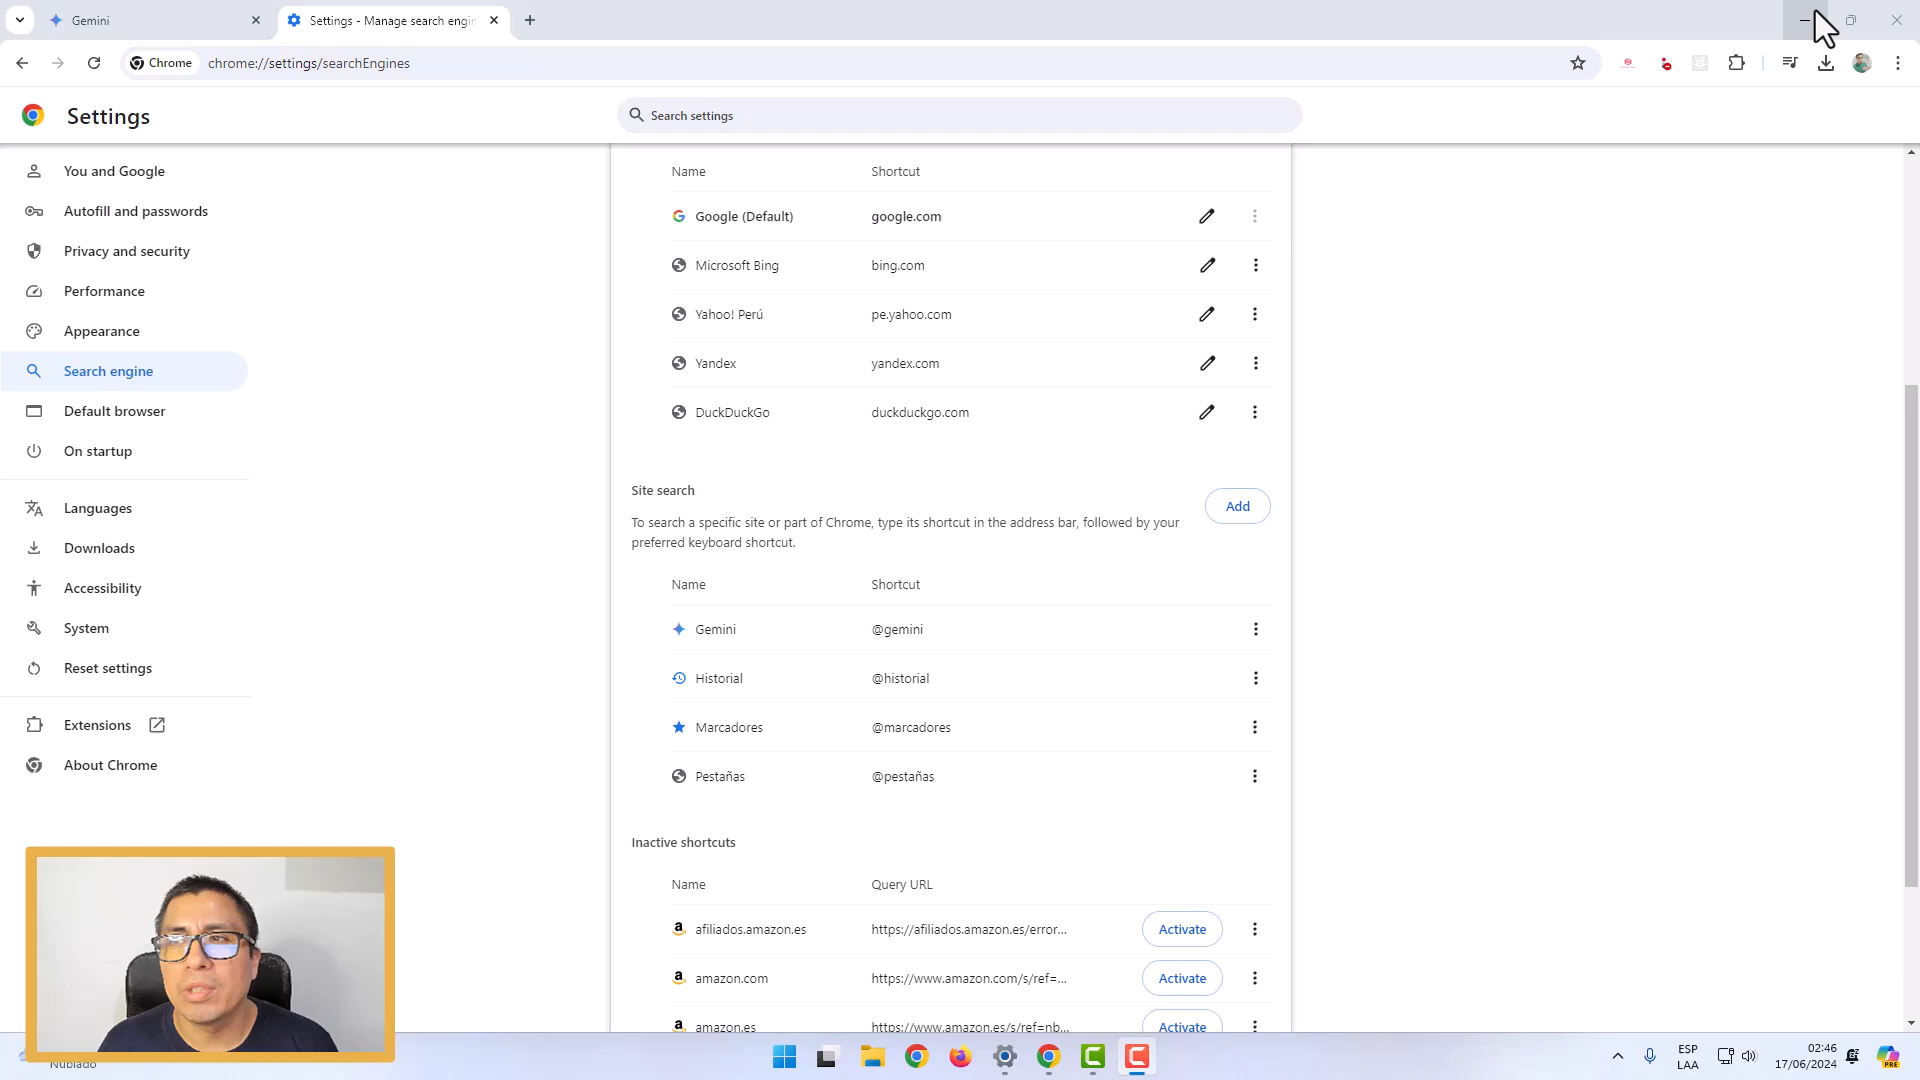 Gemini
Settings - Manage search engin
Chrome
chrome://settings/searchEngines
Settings
Search settings
You and Google
Autofill and passwords
Privacy and security
Performance
Appearance
Search engine
Default browser
On startup
Languages
Downloads
Accessibility
System
Reset settings
Extensions
About Chrome
Name Shortcut
Google (Default) google.com
Microsoft Bing bing.com
Yahoo! Perú pe.yahoo.com
Yandex yandex.com
DuckDuckGo duckduckgo.com
Site search
Add
To search a specific site or part of Chrome, type its shortcut in the address bar, followed by your
preferred keyboard shortcut.
Name Shortcut
Gemini @gemini
Historial @historial
Marcadores @marcadores
Pestañas @pestañas
Inactive shortcuts
Name Query URL
afiliados.amazon.es https://afiliados.amazon.es/error... Activate
amazon.com https://www.amazon.com/s/ref=... Activate
amazon.es https://www.amazon.es/s/ref=nb... Activate
Nublado
ESP
LAA
02:46
17/06/2024
PRE